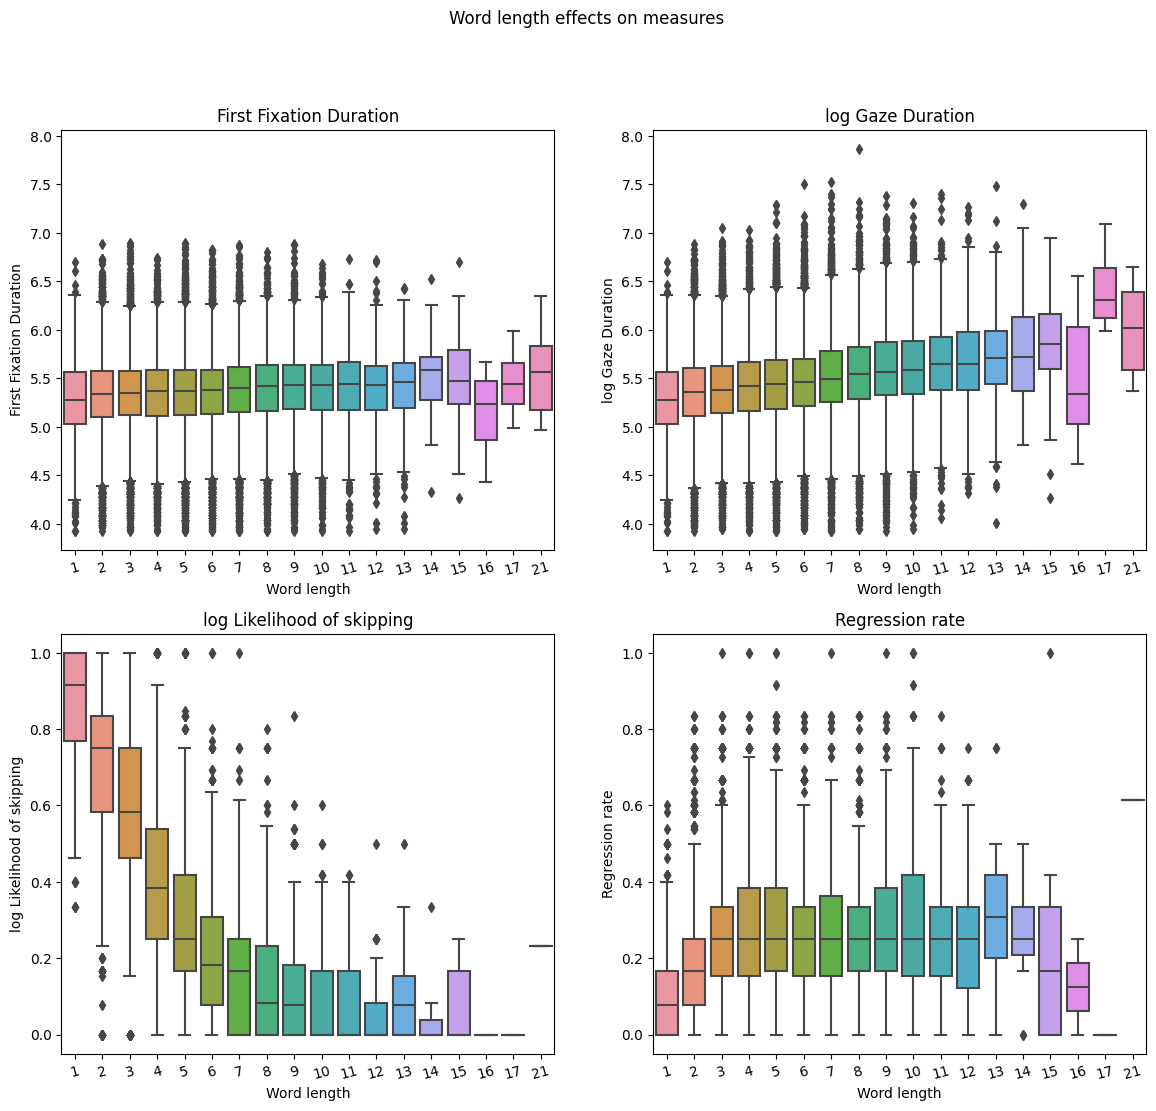 Word length effects on measures
First Fixation Duration
8.0
7.5
7.0
6.5
6.0
5.5
5.0
4.5
4.0
First Fixation Duration
1 2 3 4 5 6 7 8 9 10 11 12 13 14 15 16 17 21
Word length
log Gaze Duration
8.0
7.5
7.0
6.5
6.0
5.5
5.0
4.5
4.0
log Gaze Duration
1 2 3 4 5 6 7 8 9 10 11 12 13 14 15 16 17 21
Word length
log Likelihood of skipping
1.0
0.8
0.6
0.4
0.2
0.0
log Likelihood of skipping
1 2 3 4 5 6 7 8 9 10 11 12 13 14 15 16 17 21
Word length
Regression rate
1.0
0.8
0.6
0.4
0.2
0.0
Regression rate
1 2 3 4 5 6 7 8 9 10 11 12 13 14 15 16 17 21
Word length